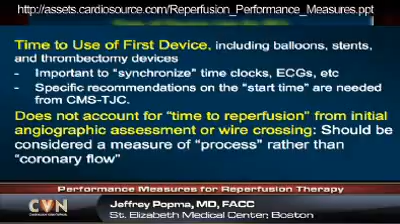 http://assets.cardiosource.com/Reperfusion_Performance_Measures.ppt
Time to Use of First Device, including balloons, stents,
and thrombectomy devices
- Important to "synchronize" time clocks, ECGs, etc
- Specific recommendations on the "start time" are needed
from CMS-TJC.
Does not account for "time to reperfusion" from initial
angiographic assessment or wire crossing: Should be
considered a measure of "process" rather than
"coronary flow"
Performance Measures for Reperfusion Therapy
CVN
Jeffrey Popma, MD, FACC
St. Elizabeth Medical Center, Boston